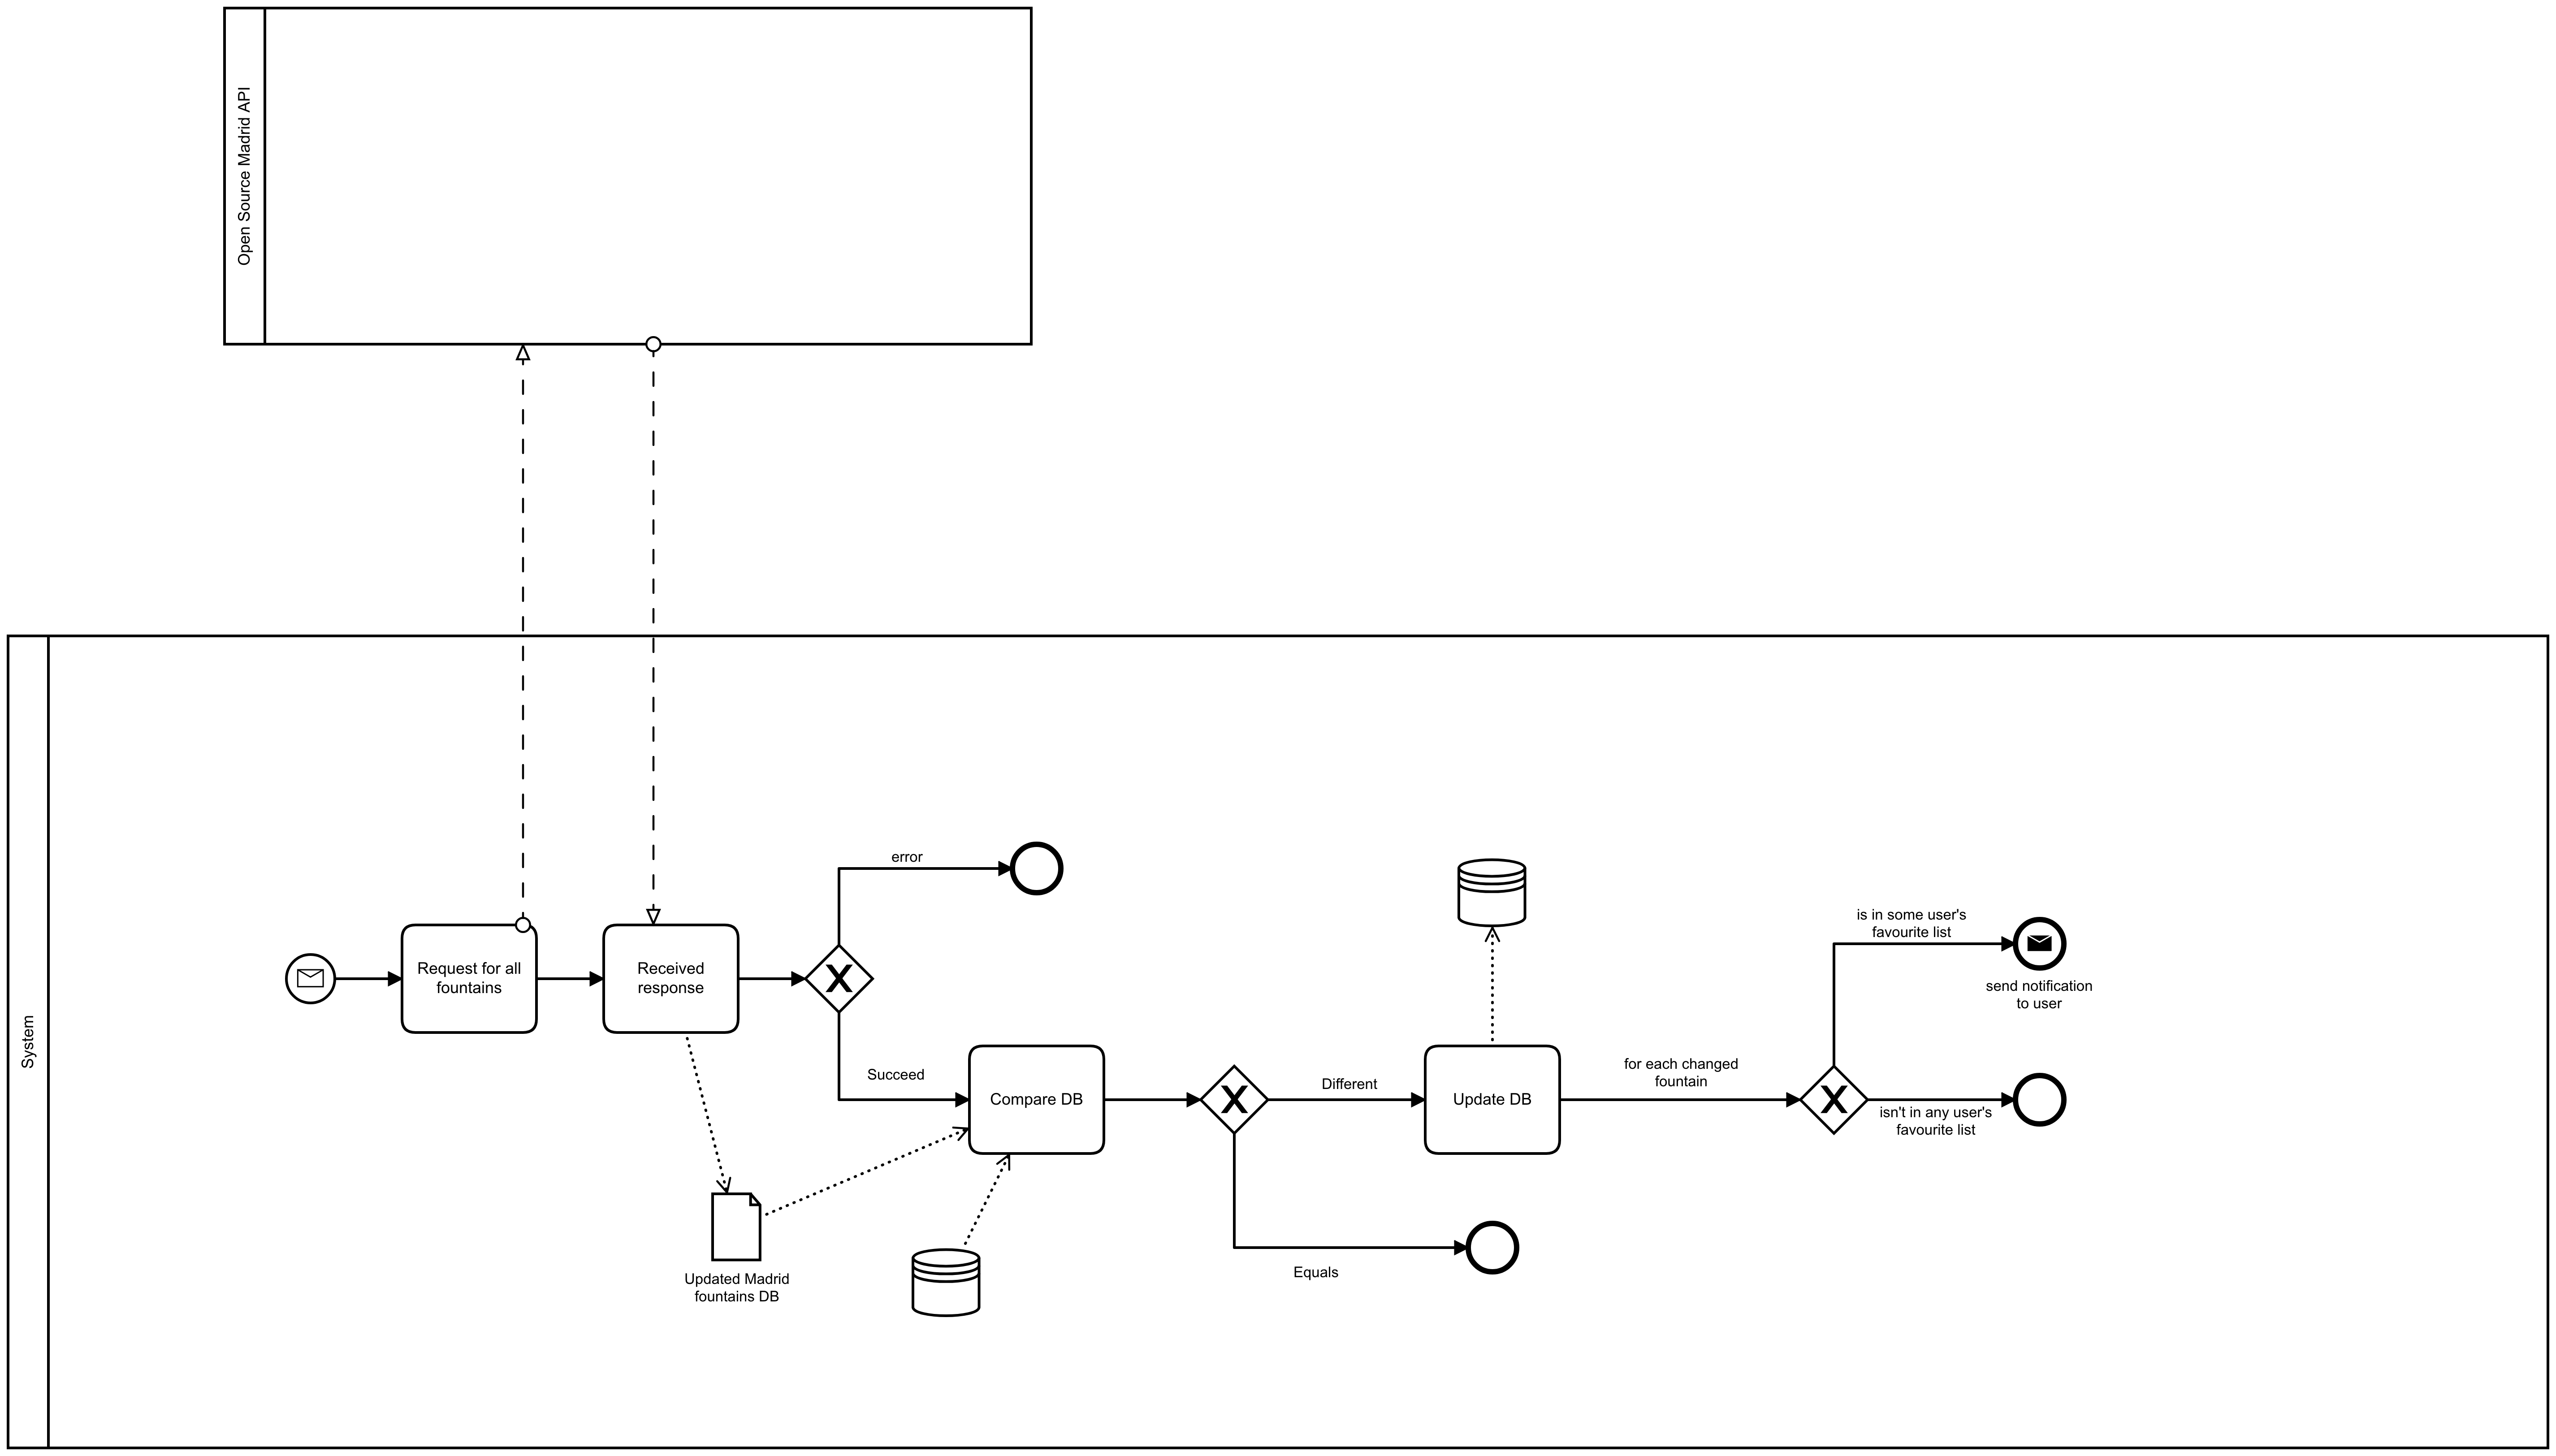 Open Source Madrid API
System
Request for all
fountains
Received
response
error
Succeed
Updated Madrid
fountains DB
Compare DB
Different
Equals
Update DB
for each changed
fountain
is in some user's
favourite list
send notification
to user
isn't in any user's
favourite list